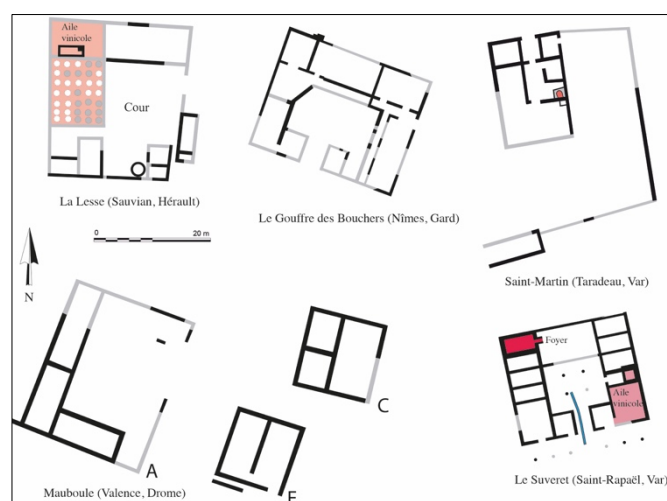 Aile
vinicole
Cour
La Lesse (Sauvian, Hérault)
Le Gouffre des Bouchers (Nîmes, Gard)
0 20 m
N
Saint-Martin (Taradeau, Var)
Foyer
Aile
vinicole
C
A
Mauboule (Valence, Drome)
Le Suveret (Saint-Rapaël, Var)